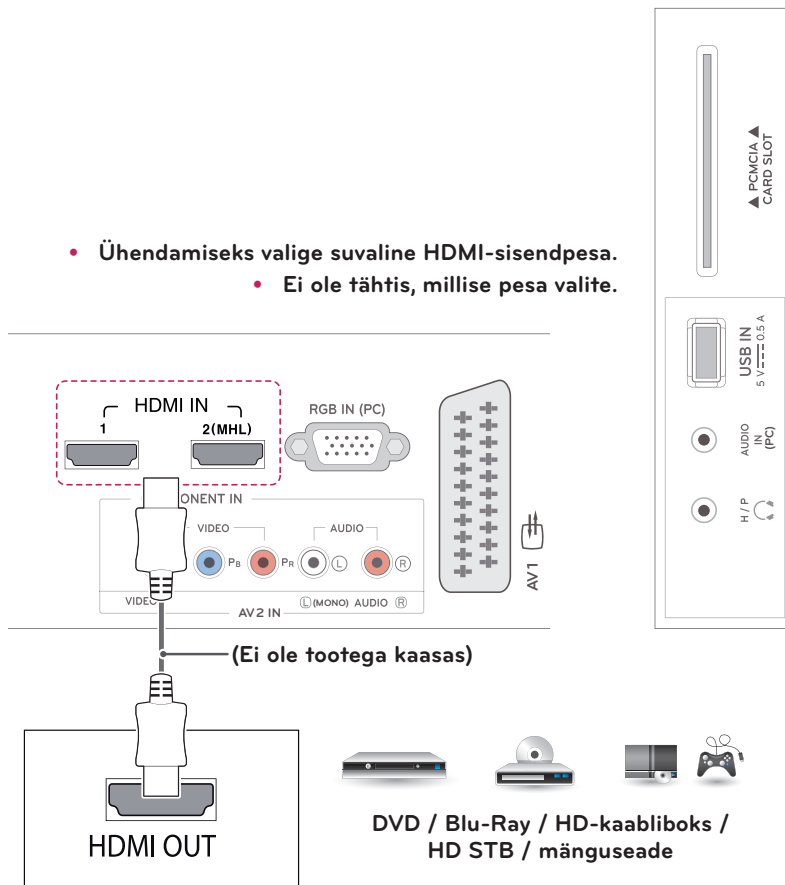 • Ühendamiseks valige suvaline HDMI-sisendpesa.
• Ei ole tähtis, millise pesa valite.
HDMI IN
1
2(MHL)
RGB IN (PC)
ONENT IN
VIDEO
AUDIO
PB
PR
L
R
VIDEO
L(MONO) AUDIO R
AV2 IN
AV1
▲ PCMCIA ▲
CARD SLOT
USB IN
5 V 0.5 A
AUDIO
IN
(PC)
H / P
(Ei ole tootega kaasas)
HDMI OUT
DVD / Blu-Ray / HD-kaabliboks /
HD STB / mänguseade